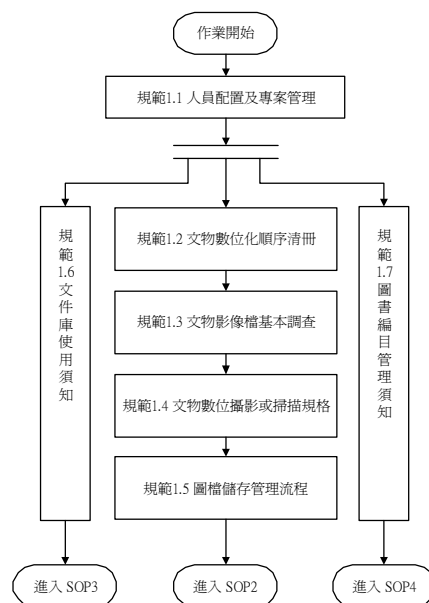 作業開始
規範1.1 人員配置及專案管理
規範1.6文件庫使用須知
規範1.2 文物數位化順序清冊
規範1.3 文物影像檔基本調查
規範1.4 文物數位攝影或掃描規格
規範1.5 圖檔儲存管理流程
規範1.7圖書編目管理須知
進入 SOP3
進入 SOP2
進入 SOP4